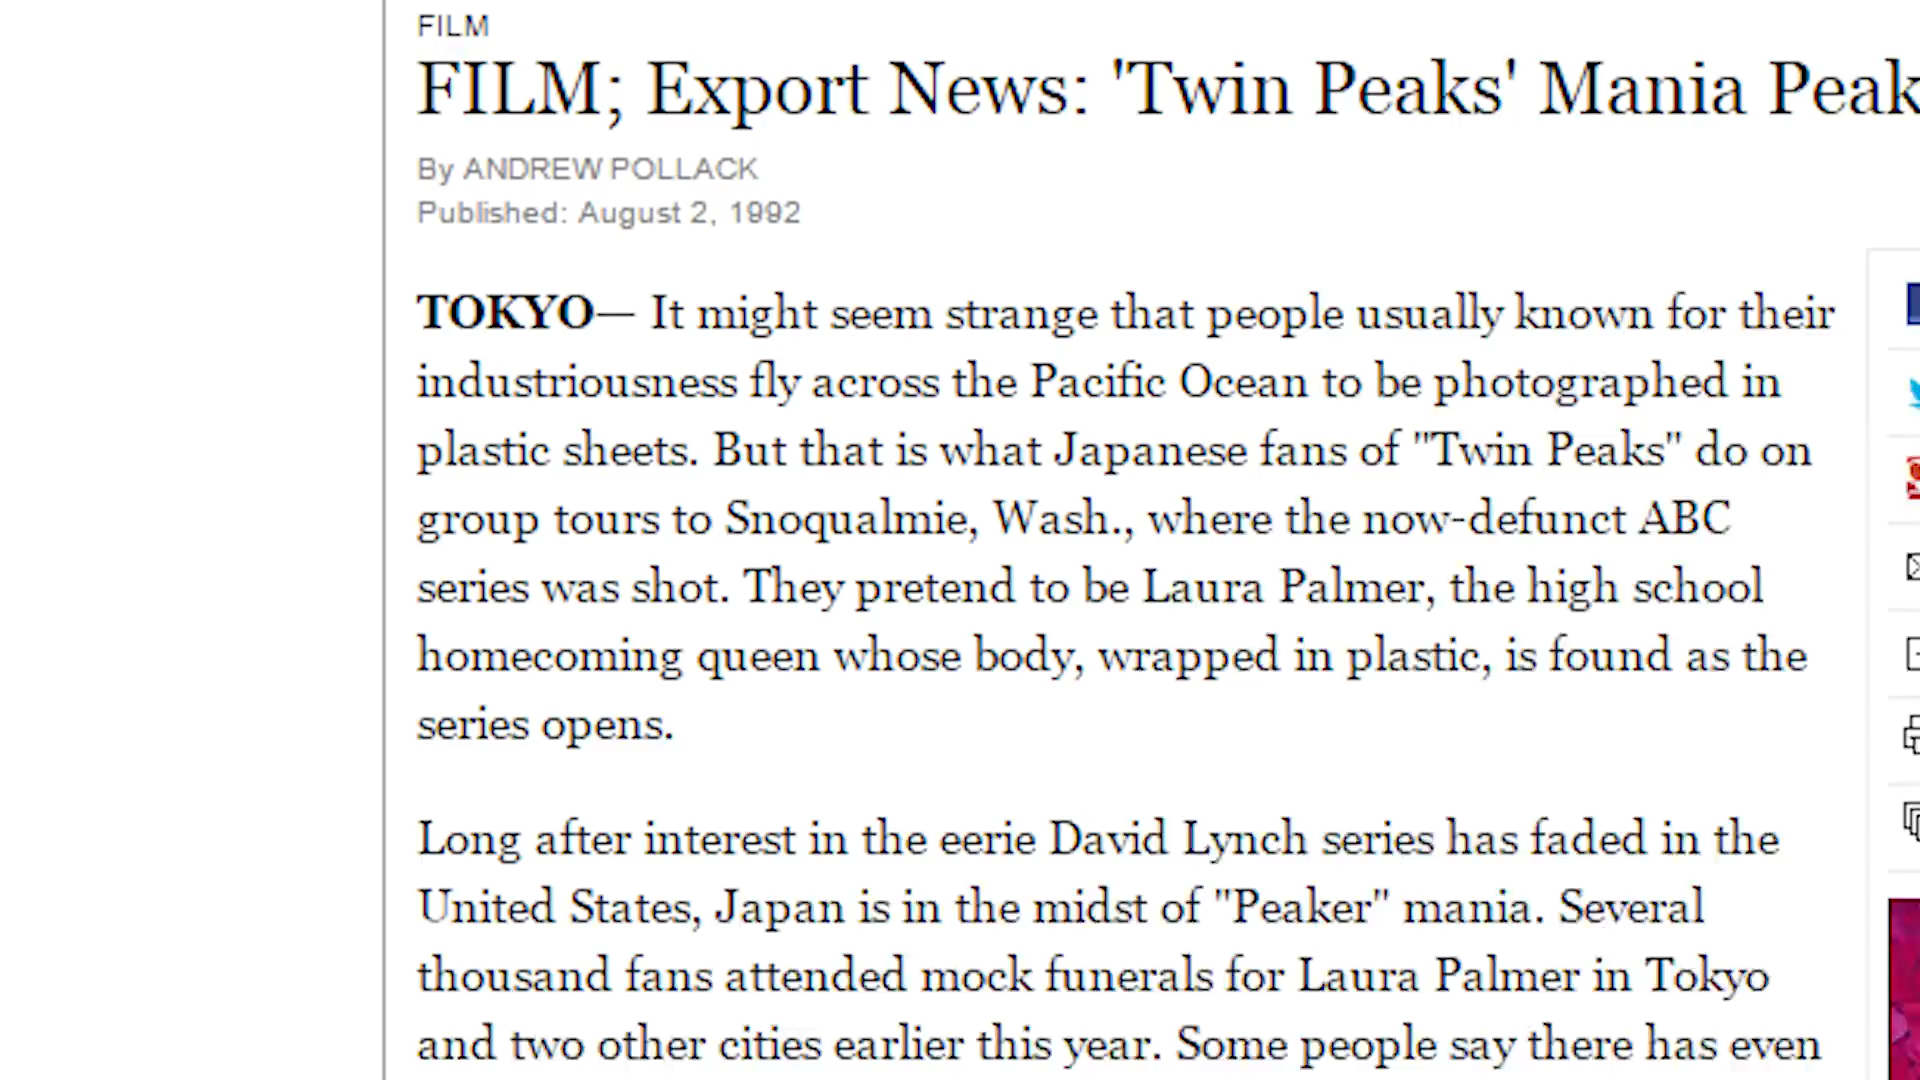 FILM
FILM; Export News: 'Twin Peaks' Mania Peak
By ANDREW POLLACK
Published: August 2, 1992
TOKYO— It might seem strange that people usually known for their
industriousness fly across the Pacific Ocean to be photographed in
plastic sheets. But that is what Japanese fans of "Twin Peaks" do on
group tours to Snoqualmie, Wash., where the now-defunct ABC
series was shot. They pretend to be Laura Palmer, the high school
homecoming queen whose body, wrapped in plastic, is found as the
series opens.
Long after interest in the eerie David Lynch series has faded in the
United States, Japan is in the midst of "Peaker" mania. Several
thousand fans attended mock funerals for Laura Palmer in Tokyo
and two other cities earlier this year. Some people say there has even